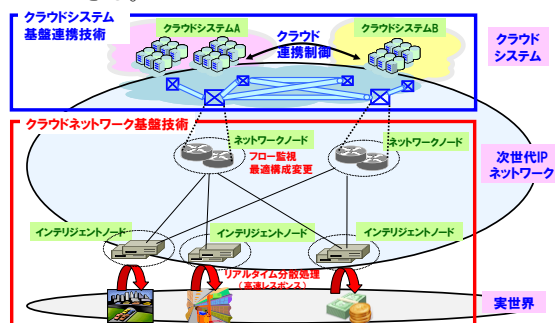 クラウドシステム
基盤連携技術
クラウドシステムA
クラウド
連携制御
クラウドシステムB
クラウド
システム
クラウドネットワーク基盤技術
ネットワークノード
フロー監視
最適構成変更
ネットワークノード
次世代IP
ネットワーク
インテリジェントノード
インテリジェントノード
インテリジェントノード
リアルタイム分散処理
(高速レスポンス)
実世界